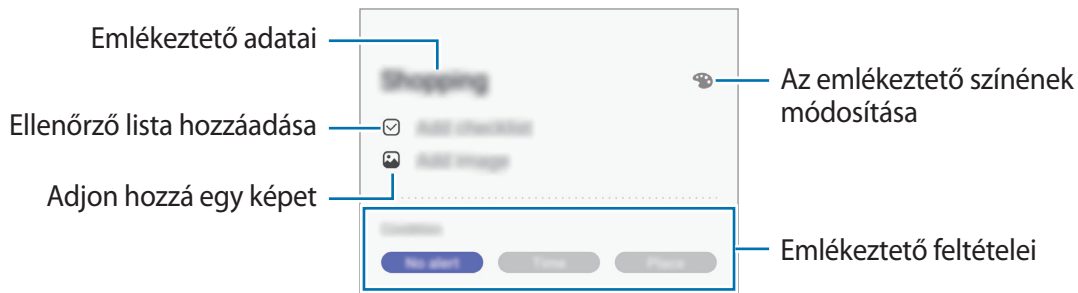 Emlékeztető adatai
Shopping
Az emlékeztető színének
módosítása
Ellenőrző lista hozzáadása
Add checklist
Add image
Adjon hozzá egy képet
Emlékeztető feltételei
No alert
Time
Place